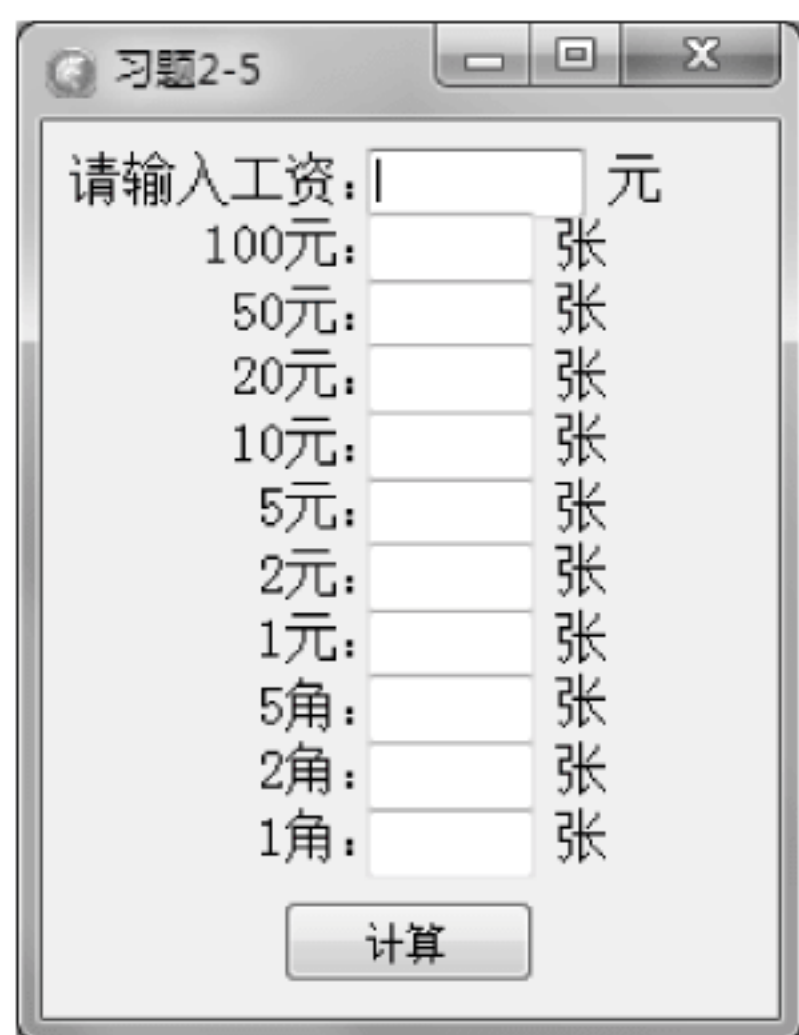 习题2-5
请输入工资： 元
100元： 张
50元： 张
20元： 张
10元： 张
5元： 张
2元： 张
1元： 张
5角： 张
2角： 张
1角： 张
计算